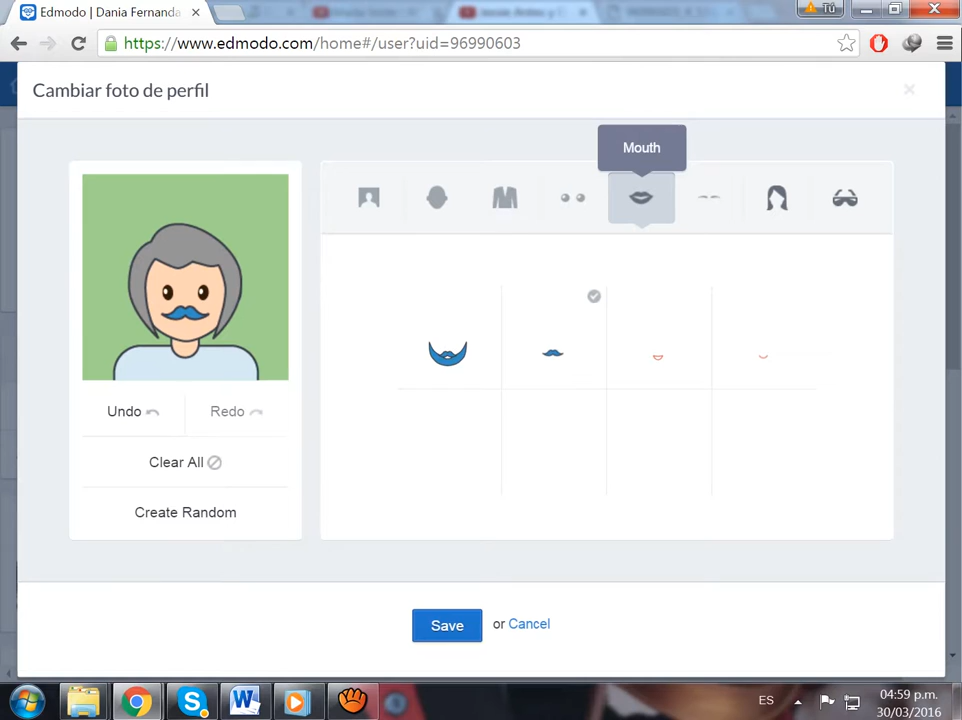 Edmodo | Dania Fernanda
Tú
https://www.edmodo.com/home#/user?uid=96990603
Cambiar foto de perfil
Mouth
Undo
Redo
Clear All
Create Random
Save or Cancel
ES
04:59 p.m.
30/03/2016